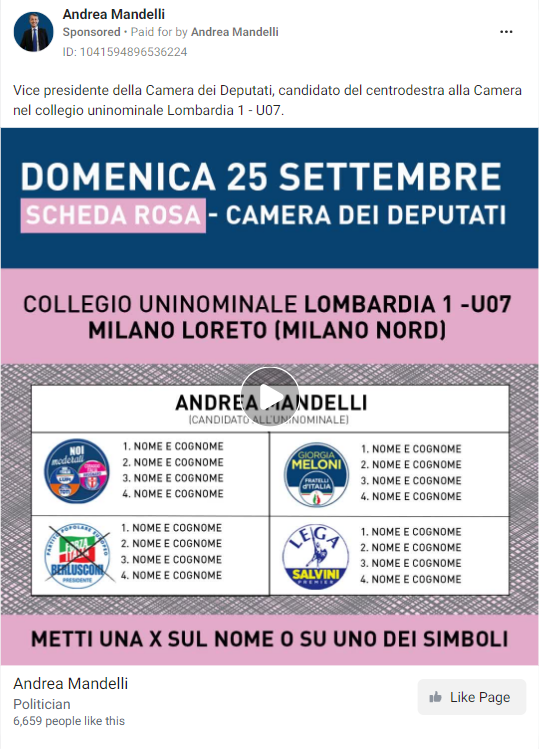 Andrea Mandelli
Sponsored • Paid for by Andrea Mandelli
ID: 1041594896536224
Vice presidente della Camera dei Deputati, candidato del centrodestra alla Camera
nel collegio uninominale Lombardia 1 - U07.
DOMENICA 25 SETTEMBRE
SCHEDA ROSA - CAMERA DEI DEPUTATI
COLLEGIO UNINOMINALE LOMBARDIA 1 -U07
MILANO LORETO (MILANO NORD)
ANDREA MANDELLI
(CANDIDATO ALL'UNINOMINALE)
NOI
moderati
1. NOME E COGNOME
2. NOME E COGNOME
3. NOME E COGNOME
4. NOME E COGNOME
GIORGIA
MELONI
FRATELLI
d'ITALIA
1. NOME E COGNOME
2. NOME E COGNOME
3. NOME E COGNOME
4. NOME E COGNOME
PARTITO POPOLARE EUROPEO
FORZA
ITALIA
BERLUSCONI
PRESIDENTE
1. NOME E COGNOME
2. NOME E COGNOME
3. NOME E COGNOME
4. NOME E COGNOME
LEGA
SALVINI
PREMIER
1. NOME E COGNOME
2. NOME E COGNOME
3. NOME E COGNOME
4. NOME E COGNOME
METTI UNA X SUL NOME O SU UNO DEI SIMBOLI
Andrea Mandelli
Politician
6,659 people like this
Like Page